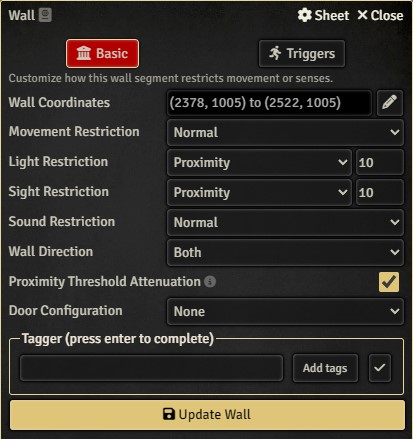 Wall Sheet Close
Basic Triggers
Customize how this wall segment restricts movement or senses.
Wall Coordinates (2378, 1005) to (2522, 1005)
Movement Restriction Normal
Light Restriction Proximity 10
Sight Restriction Proximity 10
Sound Restriction Normal
Wall Direction Both
Proximity Threshold Attenuation
Door Configuration None
Tagger (press enter to complete)
Add tags
Update Wall